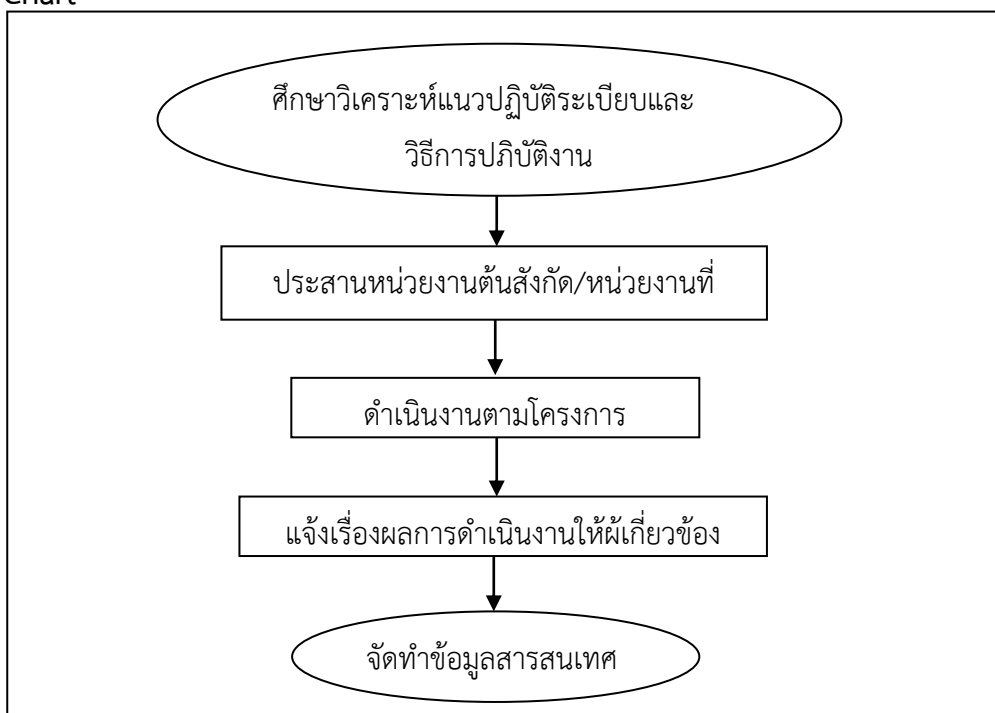 Chart
ศึกษาวิเคราะห์แนวปฏิบัติระเบียบและ
วิธีการปภิบัติงาน
ประสานหน่วยงานต้นสังกัด/หน่วยงานที่
ดำเนินงานตามโครงการ
แจ้งเรื่องผลการดำเนินงานให้ผู้เกี่ยวข้อง
จัดทำข้อมูลสารสนเทศ